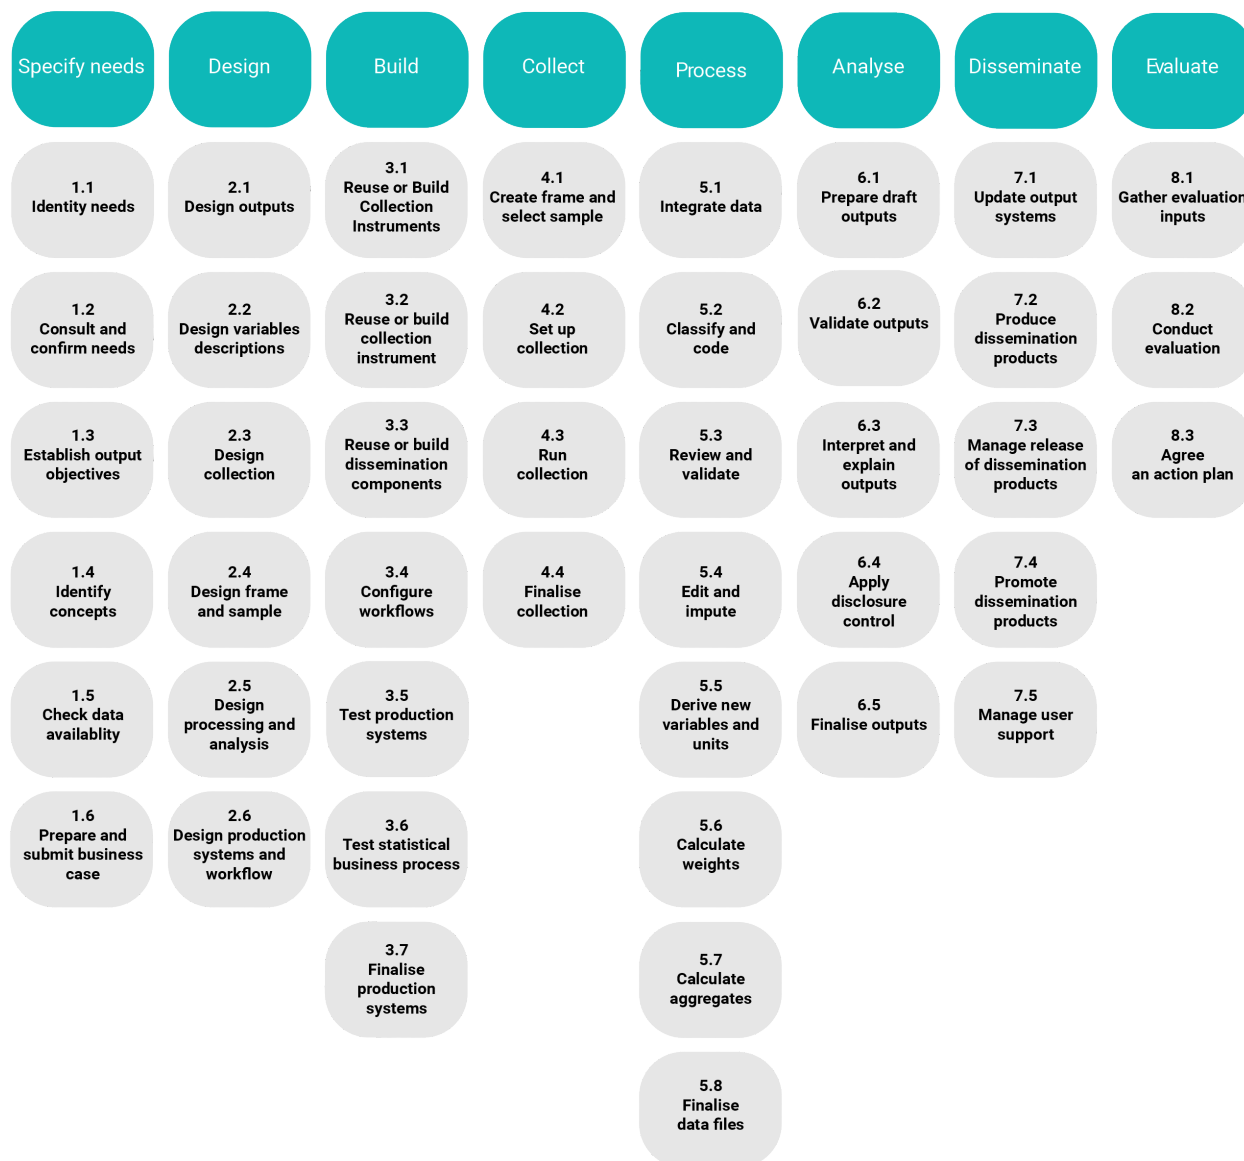 Specify needs
Design
Build
Collect
Process
Analyse
Disseminate
Evaluate
1.1
Identity needs
1.2
Consult and
confirm needs
1.3
Establish output
objectives
1.4
Identify
concepts
1.5
Check data
availablity
1.6
Prepare and
submit business
case
2.1
Design outputs
2.2
Design variables
descriptions
2.3
Design
collection
2.4
Design frame
and sample
2.5
Design
processing and
analysis
2.6
Design production
systems and
workflow
3.1
Reuse or Build
Collection
Instruments
3.2
Reuse or build
collection
instrument
3.3
Reuse or build
dissemination
components
3.4
Configure
workflows
3.5
Test production
systems
3.6
Test statistical
business process
3.7
Finalise
production
systems
4.1
Create frame and
select sample
4.2
Set up
collection
4.3
Run
collection
4.4
Finalise
collection
5.1
Integrate data
5.2
Classify and
code
5.3
Review and
validate
5.4
Edit and
impute
5.5
Derive new
variables and
units
5.6
Calculate
weights
5.7
Calculate
aggregates
5.8
Finalise
data files
6.1
Prepare draft
outputs
6.2
Validate outputs
6.3
Interpret and
explain
outputs
6.4
Apply
disclosure
control
6.5
Finalise outputs
7.1
Update output
systems
7.2
Produce
dissemination
products
7.3
Manage release
of dissemination
products
7.4
Promote
dissemination
products
7.5
Manage user
support
8.1
Gather evaluation
inputs
8.2
Conduct
evaluation
8.3
Agree
an action plan